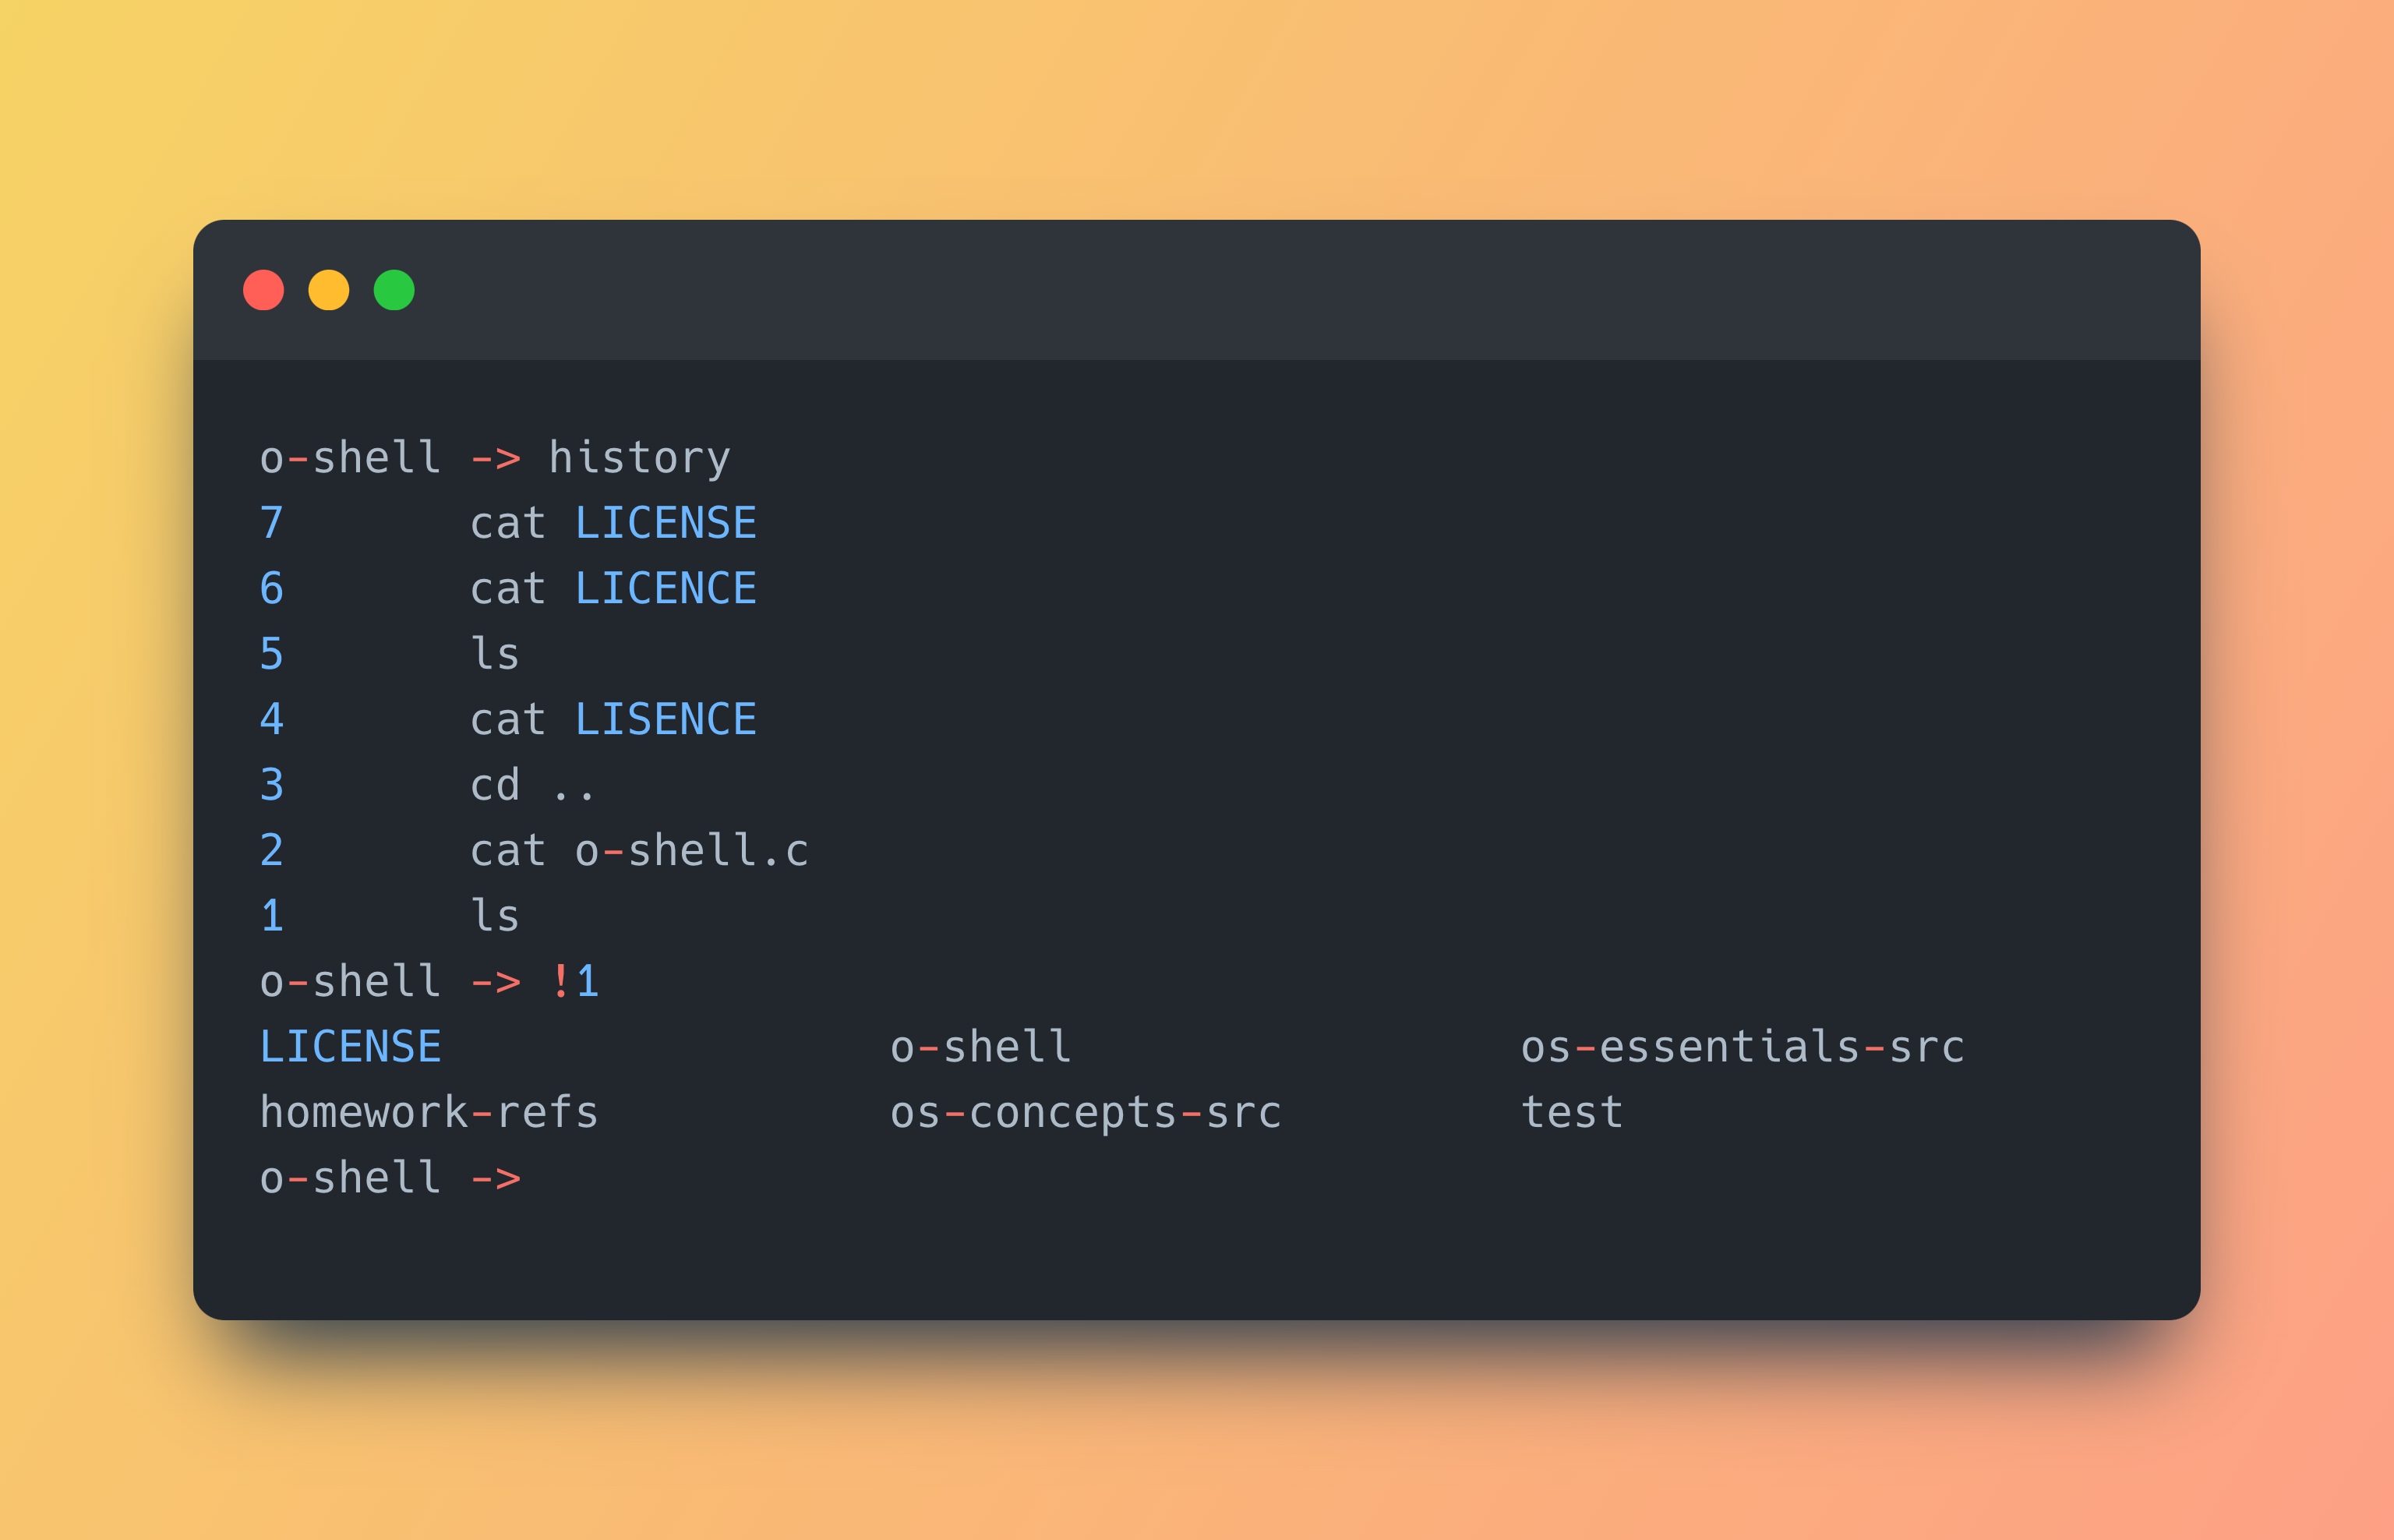 o-shell -> history
7       cat LICENSE
6       cat LICENCE
5       ls
4       cat LISENCE
3       cd ..
2       cat o-shell.c
1       ls
o-shell -> !1
LICENSE                 o-shell                 os-essentials-src
homework-refs           os-concepts-src         test
o-shell ->